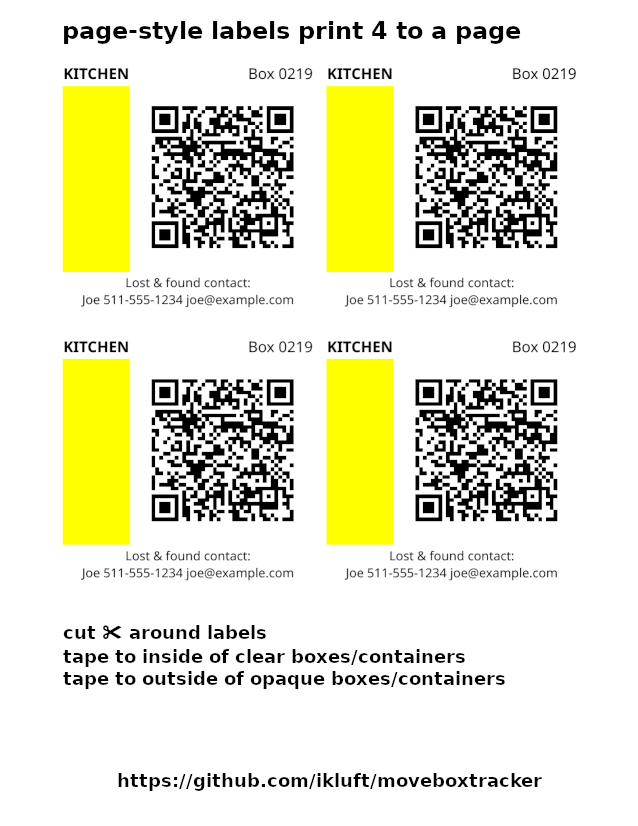 page-style labels print 4 to a page
KITCHEN Box 0219 KITCHEN Box 0219
Lost & found contact: Lost & found contact:
Joe 511-555-1234 joe@example.com Joe 511-555-1234 joe@example.com
KITCHEN Box 0219 KITCHEN Box 0219
Lost & found contact: Lost & found contact:
Joe 511-555-1234 joe@example.com Joe 511-555-1234 joe@example.com
cut ✂ around labels
tape to inside of clear boxes/containers
tape to outside of opaque boxes/containers
https://github.com/ikluft/moveboxtracker